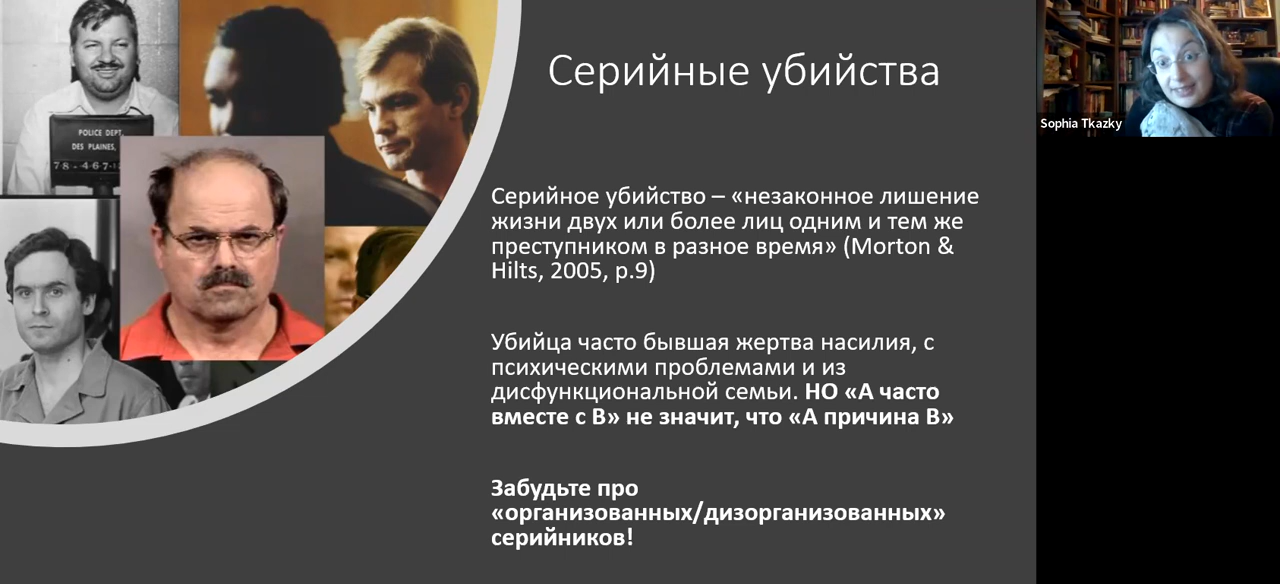 POLICE DEPT.
DES PLAINES,
Серийные убийства
Sophia Tkazky
Серийное убийство – «незаконное лишение
жизни двух или более лиц одним и тем же
преступником в разное время» (Morton &
Hilts, 2005, p.9)
Убийца часто бывшая жертва насилия, с
психическими проблемами и из
дисфункциональной семьи. НО «А часто
вместе с В» не значит, что «А причина В»
Забудьте про
«организованных/дизорганизованных»
серийников!